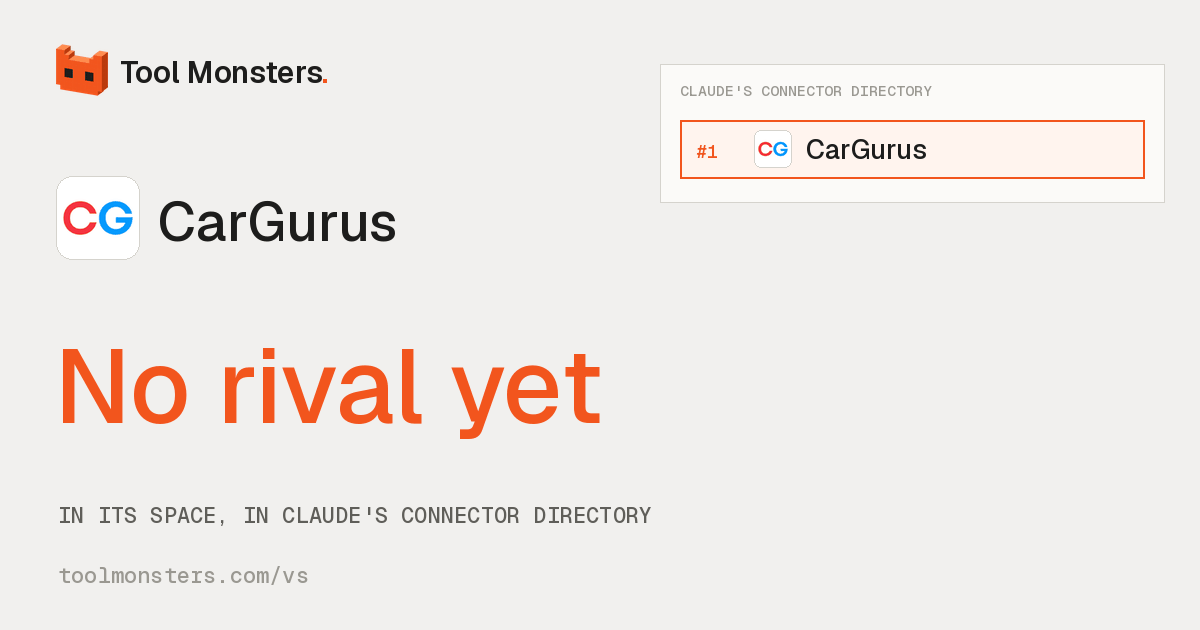 Tool Monsters.
CLAUDE'S CONNECTOR DIRECTORY
#1 CG CarGurus
CG CarGurus
No rival yet
IN ITS SPACE, IN CLAUDE'S CONNECTOR DIRECTORY
toolmonsters.com/vs